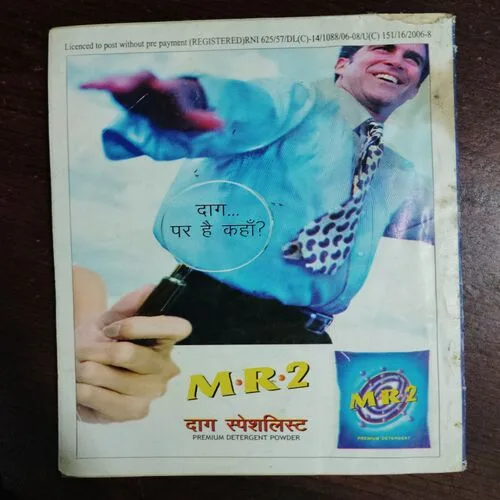 Licenced to post without pre payment (REGISTERED)RNI 625/57/DL(C)-14/1088/06-08/U(C) 151/16/2006-8
दाग...
पर है कहाँ?
M·R·2
दाग स्पेशलिस्ट
PREMIUM DETERGENT POWDER
M·R·2
PREMIUM DETERGENT